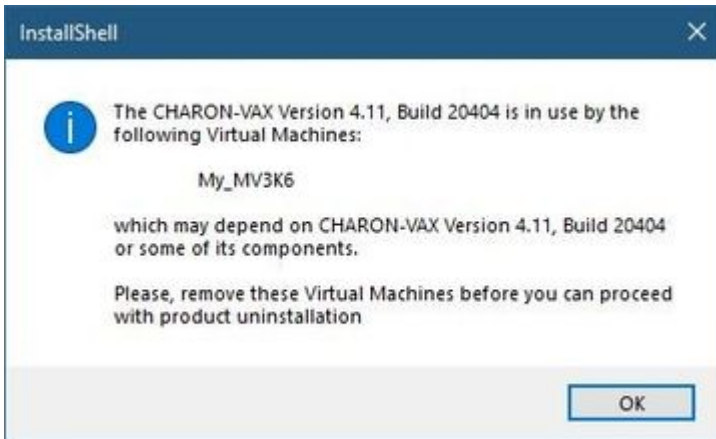 InstallShell
The CHARON-VAX Version 4.11, Build 20404 is in use by the
following Virtual Machines:
My_MV3K6
which may depend on CHARON-VAX Version 4.11, Build 20404
or some of its components.
Please, remove these Virtual Machines before you can proceed
with product uninstallation
OK